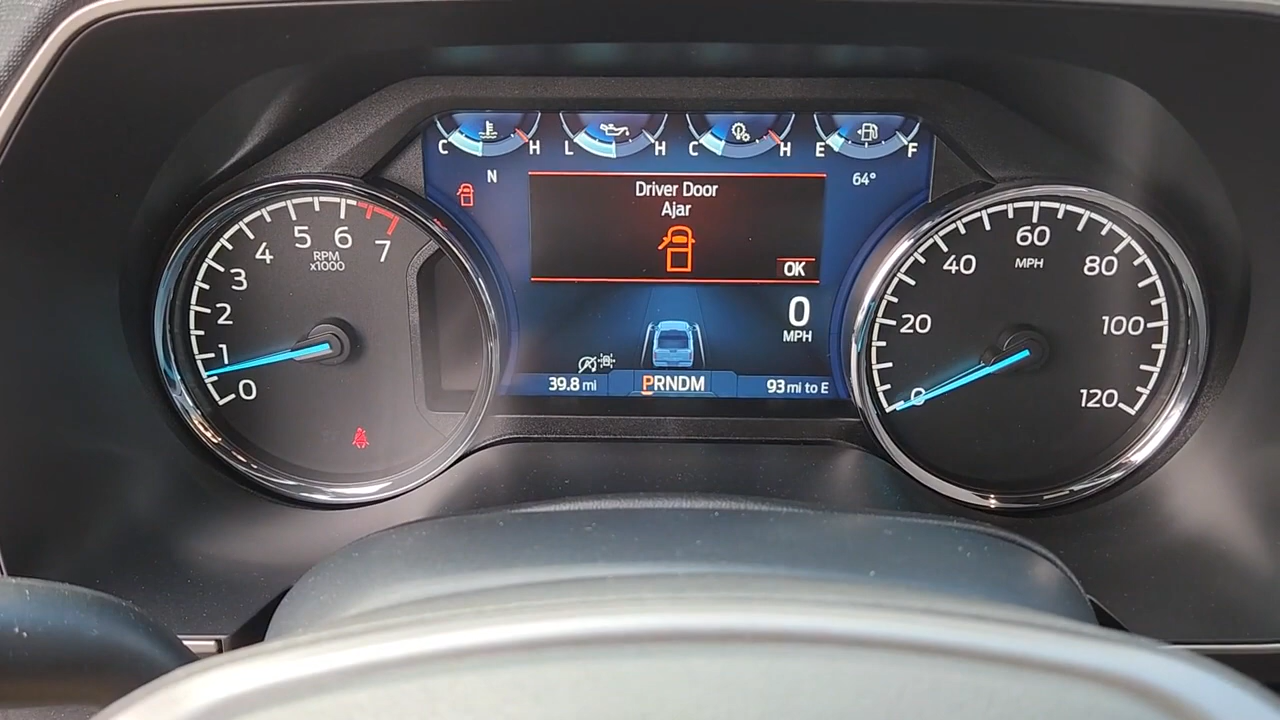 C H
L H
C H
E F
N
64°
Driver Door
Ajar
OK
0
MPH
39.8 mi
PRNDM
93 mi to E
0
1
2
3
4
5
6
7
RPM
x1000
0
20
40
60
80
100
120
MPH